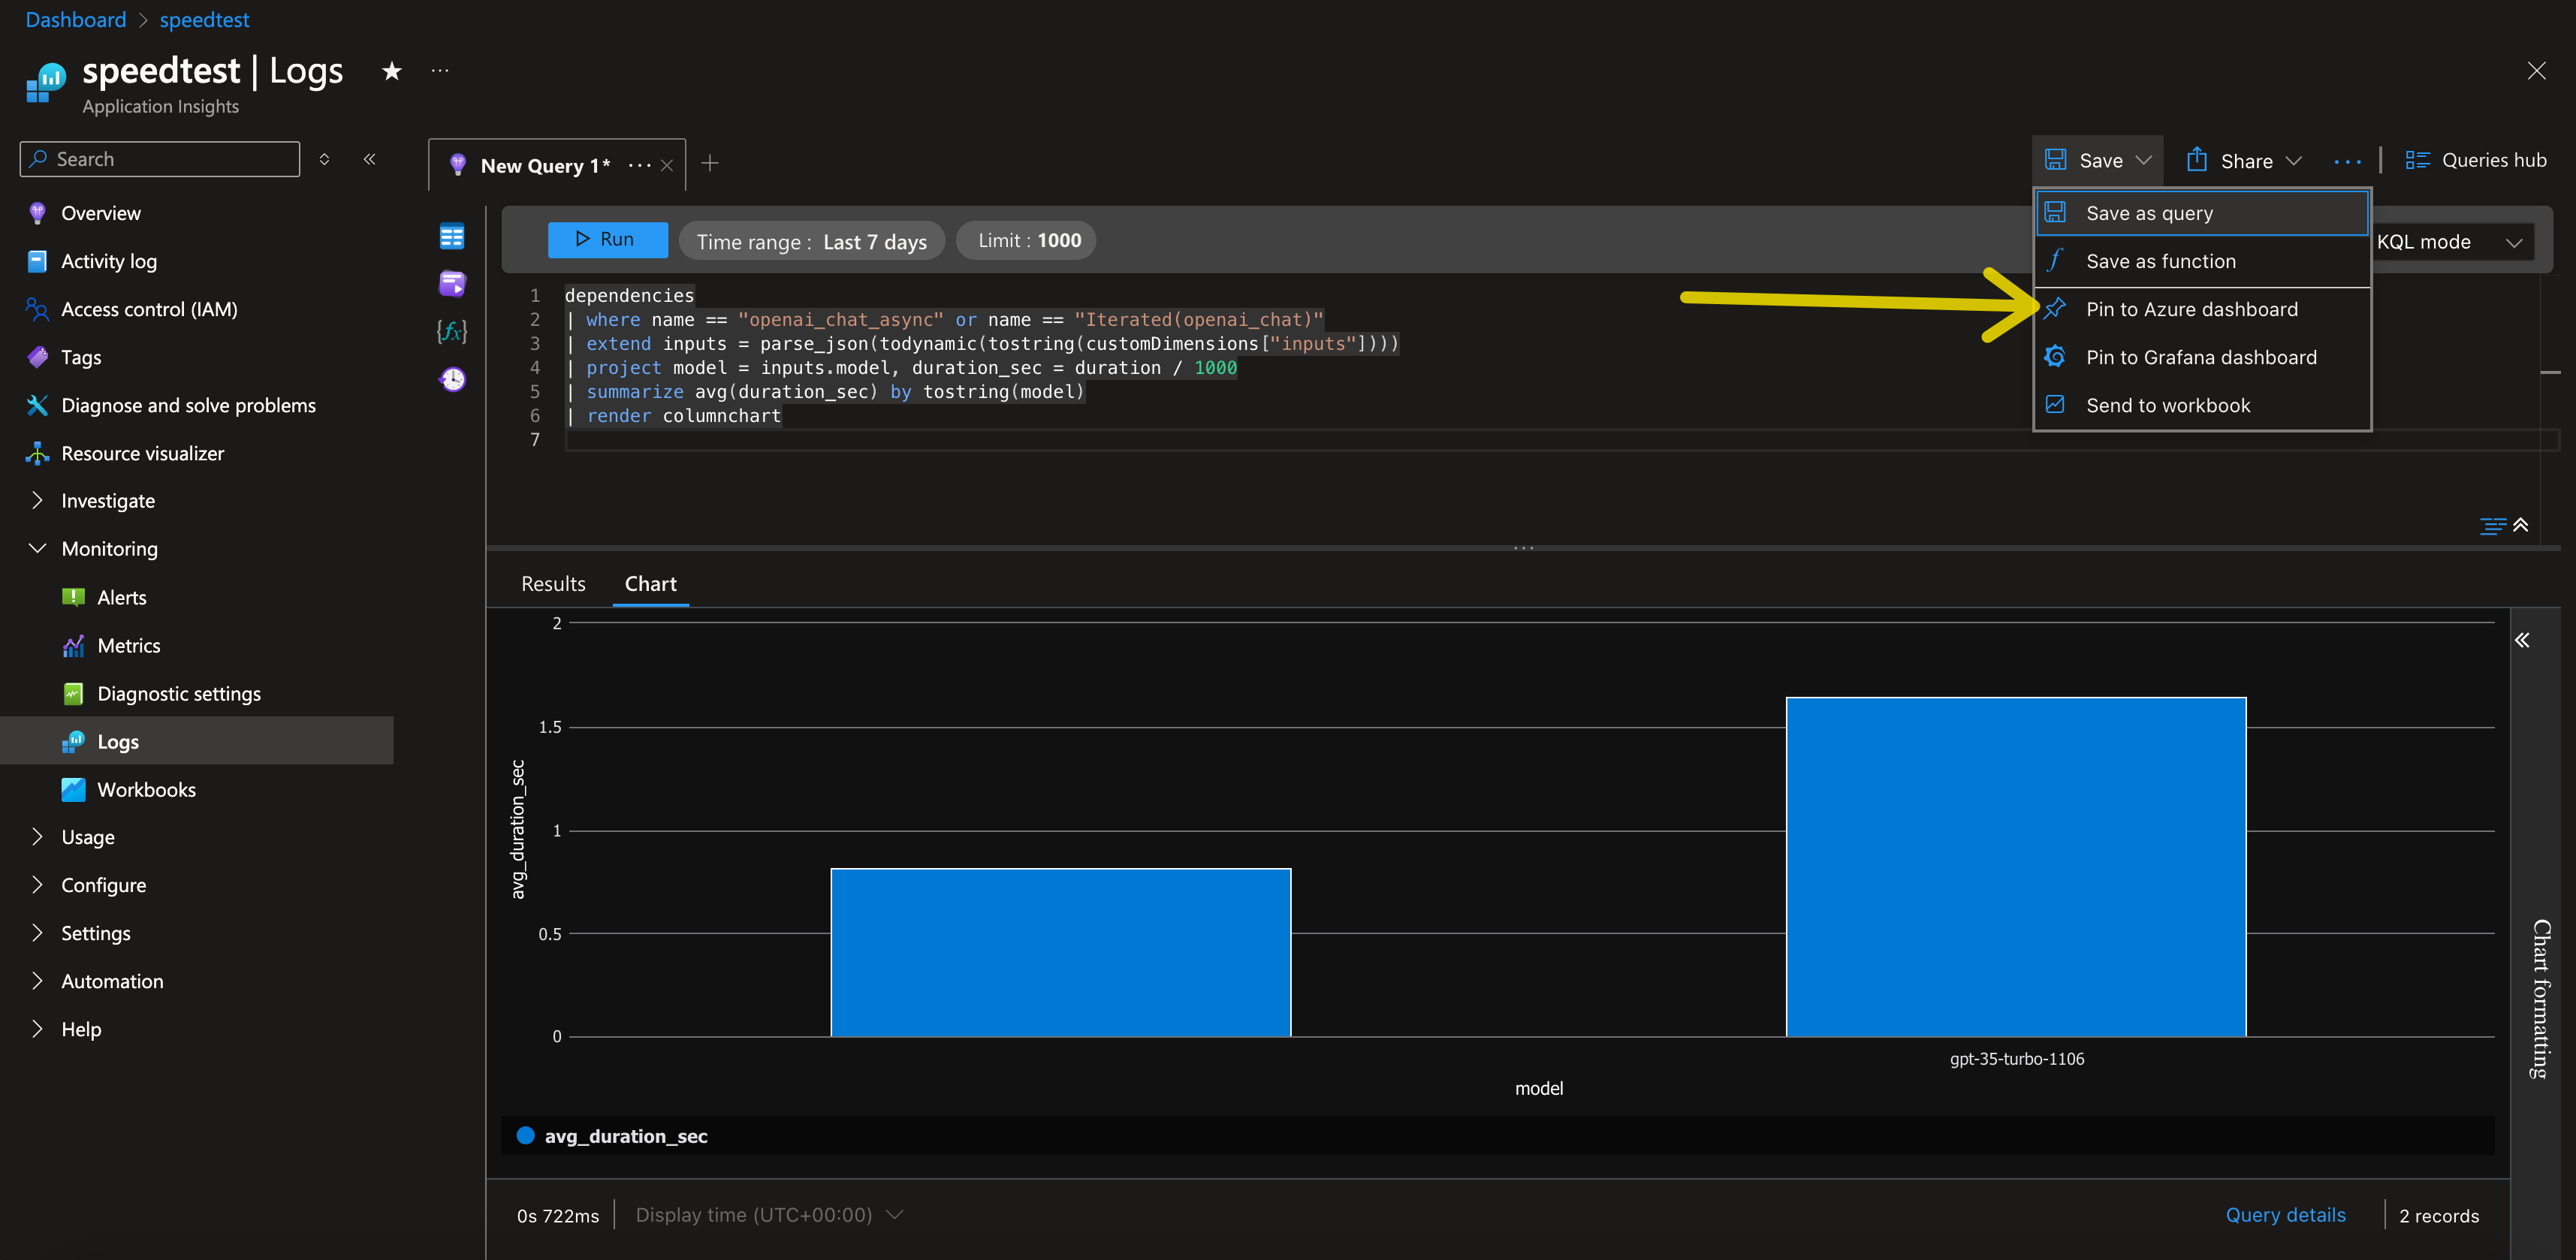 Dashboard > speedtest
speedtest | Logs
Application Insights
Search
New Query 1*
Save
Share
Queries hub
Overview
Activity log
Access control (IAM)
Tags
Diagnose and solve problems
Resource visualizer
Investigate
Monitoring
Alerts
Metrics
Diagnostic settings
Logs
Workbooks
Usage
Configure
Settings
Automation
Help
Run
Time range : Last 7 days
Limit : 1000
KQL mode
Save as query
Save as function
Pin to Azure dashboard
Pin to Grafana dashboard
Send to workbook
1 dependencies
2 | where name == "openai_chat_async" or name == "Iterated(openai_chat)"
3 | extend inputs = parse_json(todynamic(tostring(customDimensions["inputs"])))
4 | project model = inputs.model, duration_sec = duration / 1000
5 | summarize avg(duration_sec) by tostring(model)
6 | render columnchart
7
Results
Chart
2
1.5
1
0.5
0
avg_duration_sec
gpt-35-turbo-1106
model
avg_duration_sec
Chart formatting
0s 722ms
Display time (UTC+00:00)
Query details
2 records